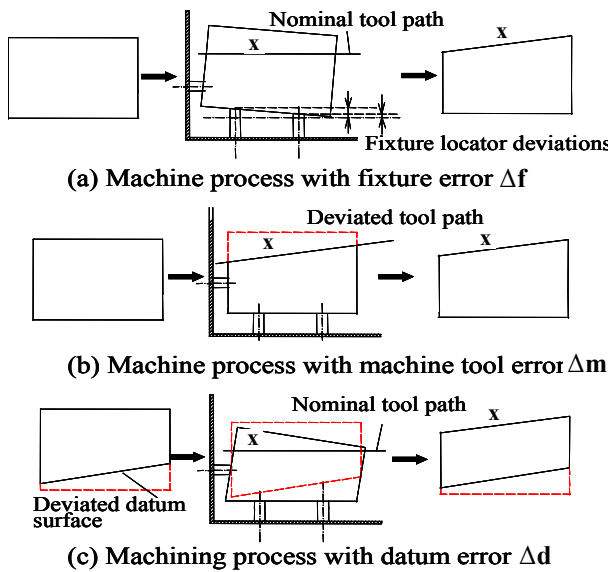 Nominal tool path
x
x
Fixture locator deviations
(a) Machine process with fixture error Δf
Deviated tool path
x
x
(b) Machine process with machine tool error Δm
Nominal tool path
x
x
Deviated datum
surface
(c) Machining process with datum error Δd